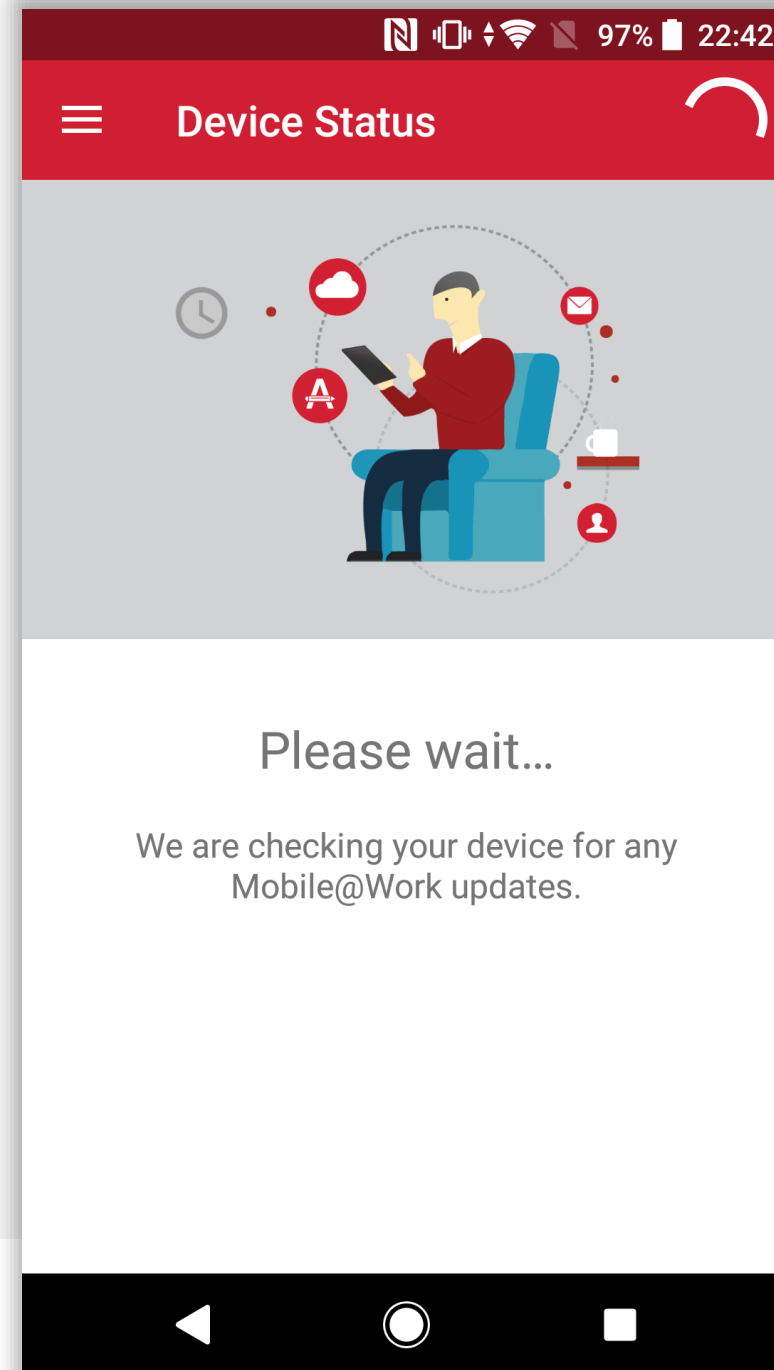 97% 22:42
Device Status
Please wait...
We are checking your device for any
Mobile@Work updates.